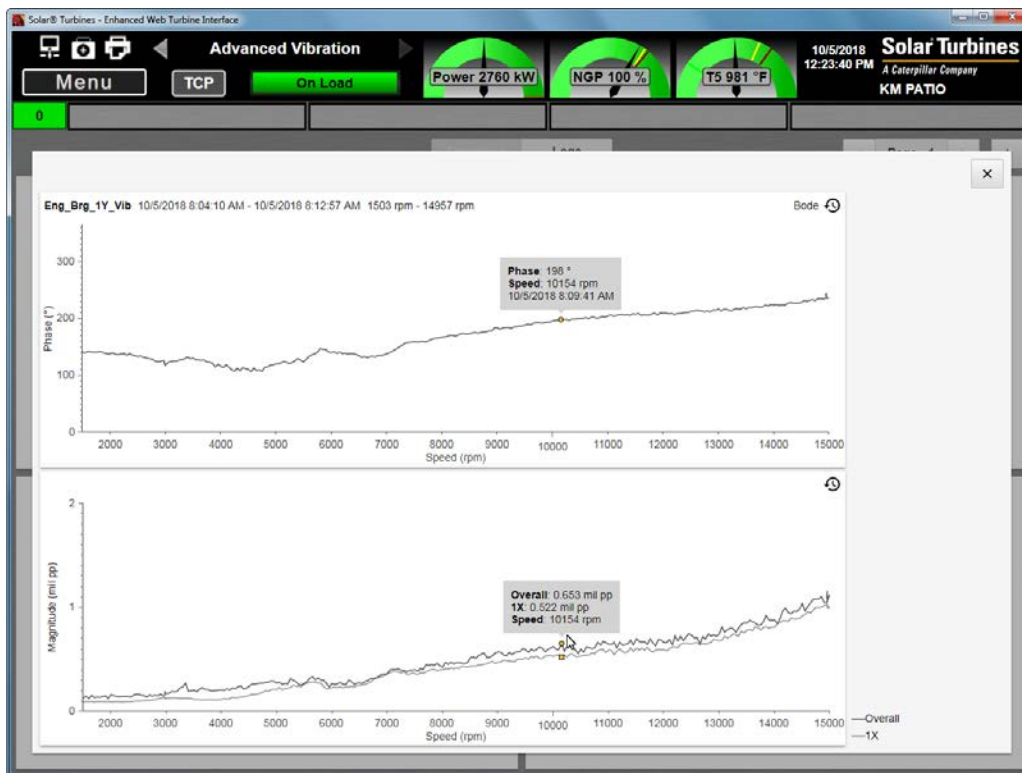 Solar® Turbines - Enhanced Web Turbine Interface
Advanced Vibration
Menu
TCP
On Load
Power 2760 kW
NGP 100 %
T5 981 °F
10/5/2018
12:23:40 PM
Solar Turbines
A Caterpillar Company
KM PATIO
0
Eng_Brg_1Y_Vib 10/5/2018 8:04:10 AM - 10/5/2018 8:12:57 AM 1503 rpm - 14957 rpm
Bode
300
200
100
0
Phase (°)
Phase: 198 °
Speed: 10154 rpm
10/5/2018 8:09:41 AM
2000 3000 4000 5000 6000 7000 8000 9000 10000 11000 12000 13000 14000 15000
Speed (rpm)
2
1
0
Magnitude (mil pp)
Overall: 0.653 mil pp
1X: 0.522 mil pp
Speed: 10154 rpm
2000 3000 4000 5000 6000 7000 8000 9000 10000 11000 12000 13000 14000 15000
Speed (rpm)
Overall
1X